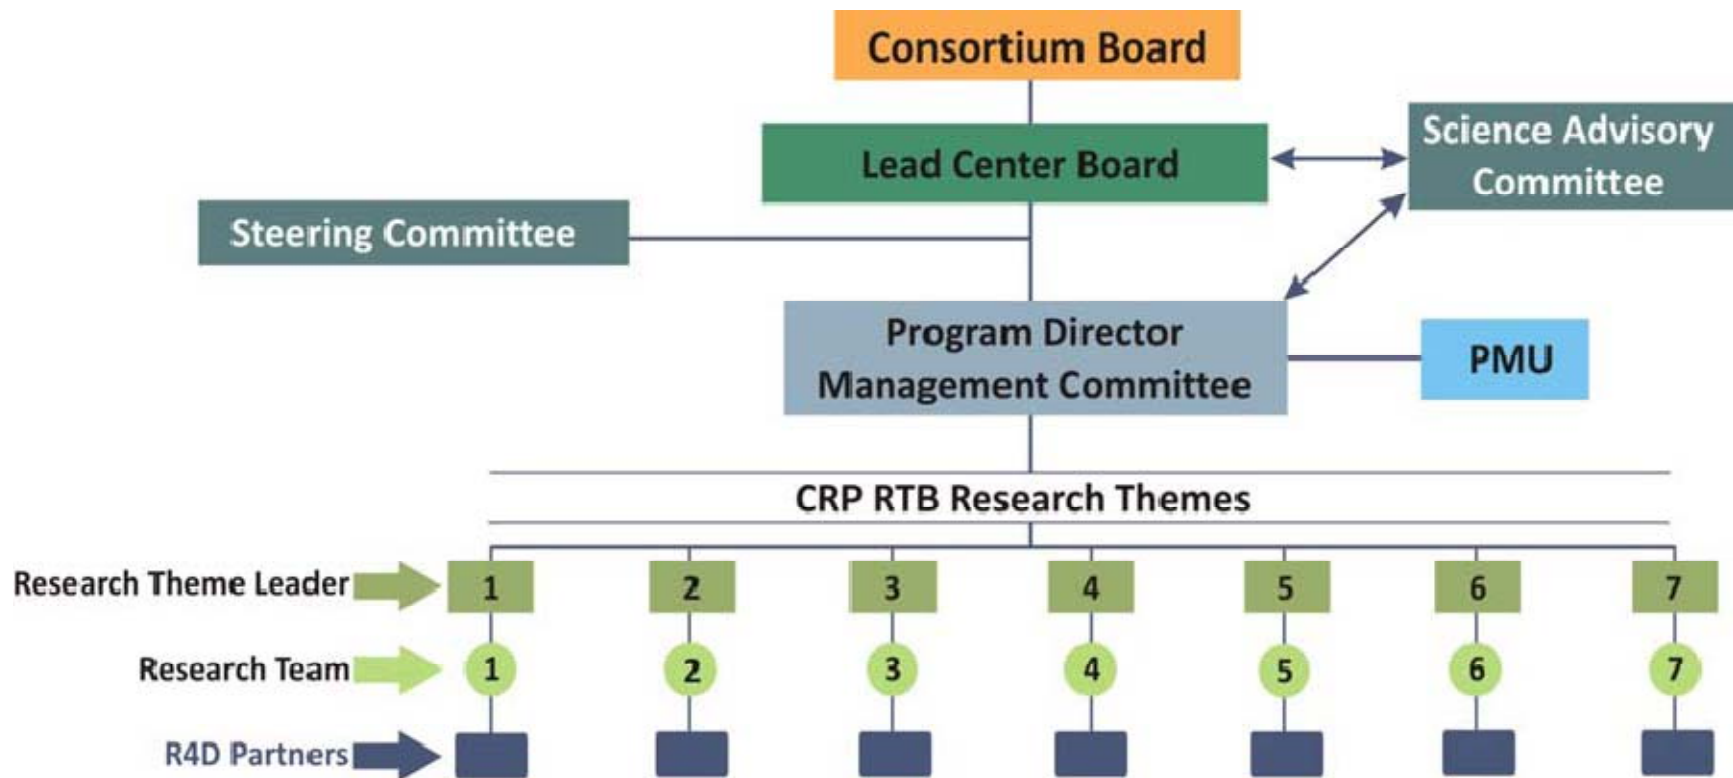 Consortium Board
Lead Center Board
Science Advisory
Committee
Steering Committee
Program Director
Management Committee
PMU
CRP RTB Research Themes
Research Theme Leader
1 2 3 4 5 6 7
Research Team
1 2 3 4 5 6 7
R4D Partners